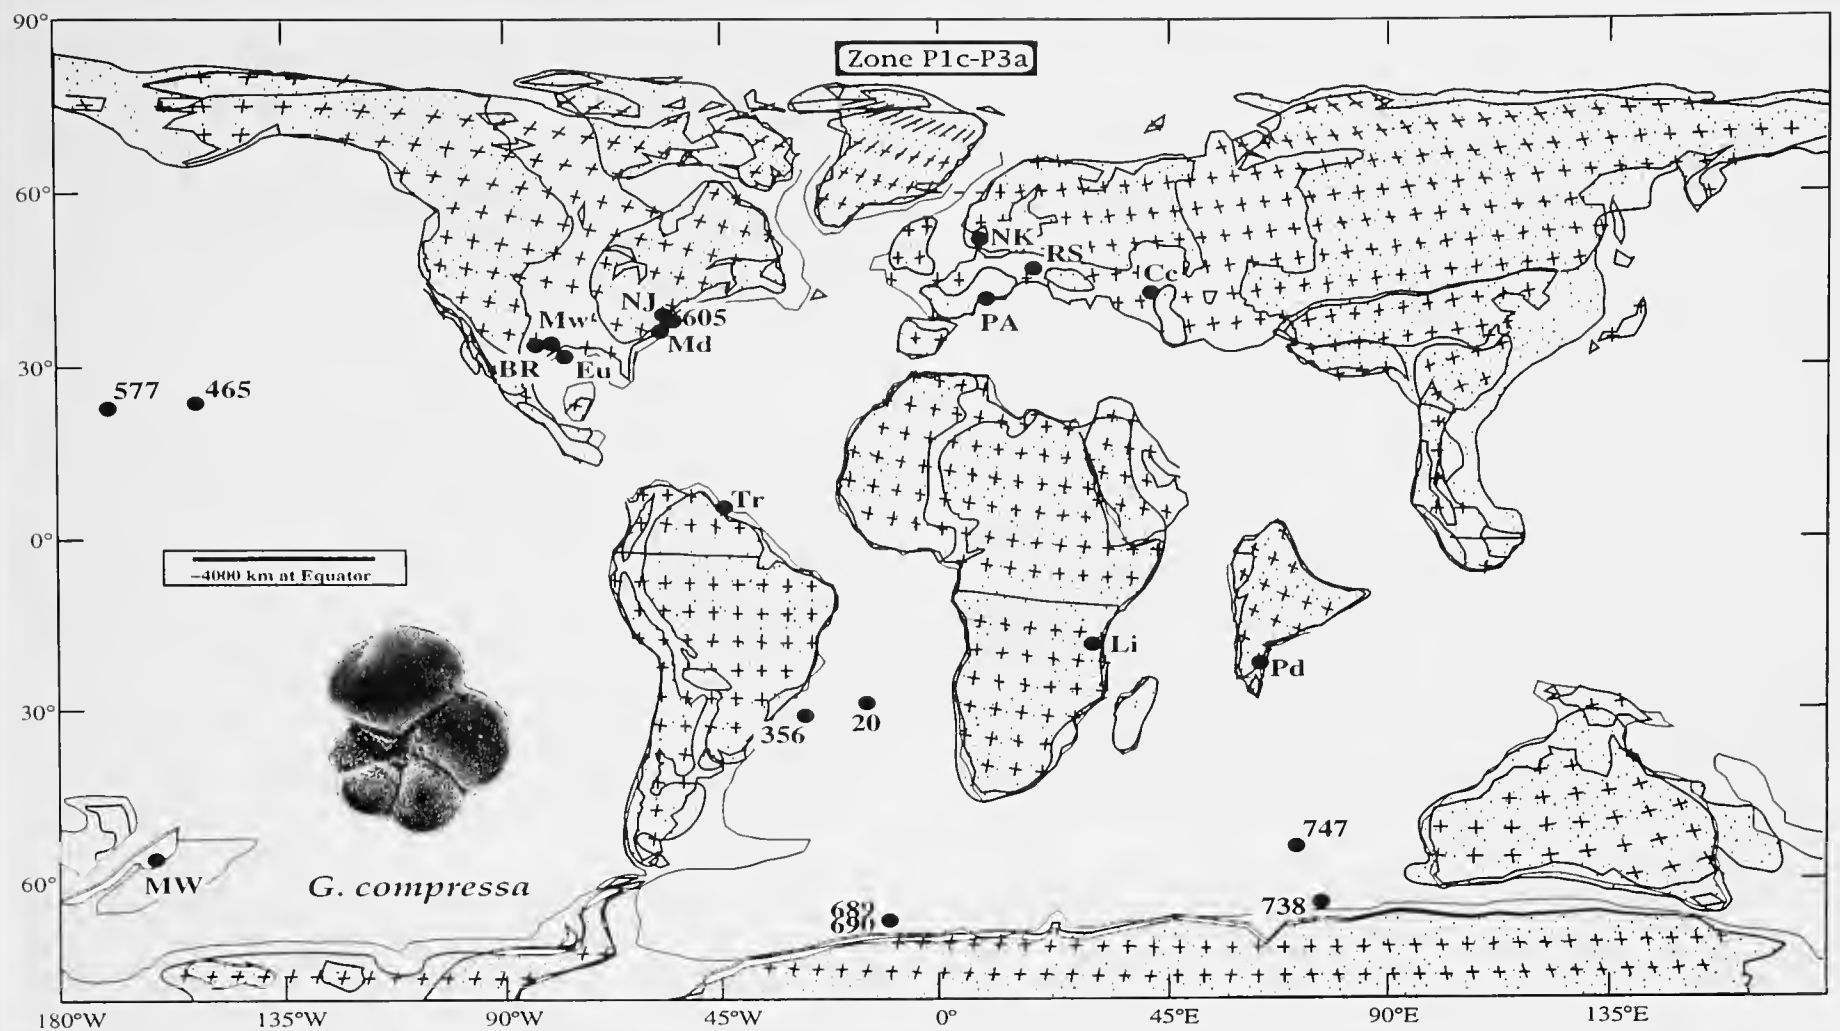 90°
Zone P1c-P3a
60°
NK
RS
Cc
NJ
605
Mw
PA
Md
30°
BR
Eu
577
465
Tr
0°
~4000 km at Equator
Li
Pd
30°
356
20
747
60°
MW
G. compressa
738
689
690
180°W
135°W
90°W
45°W
0°
45°E
90°E
135°E